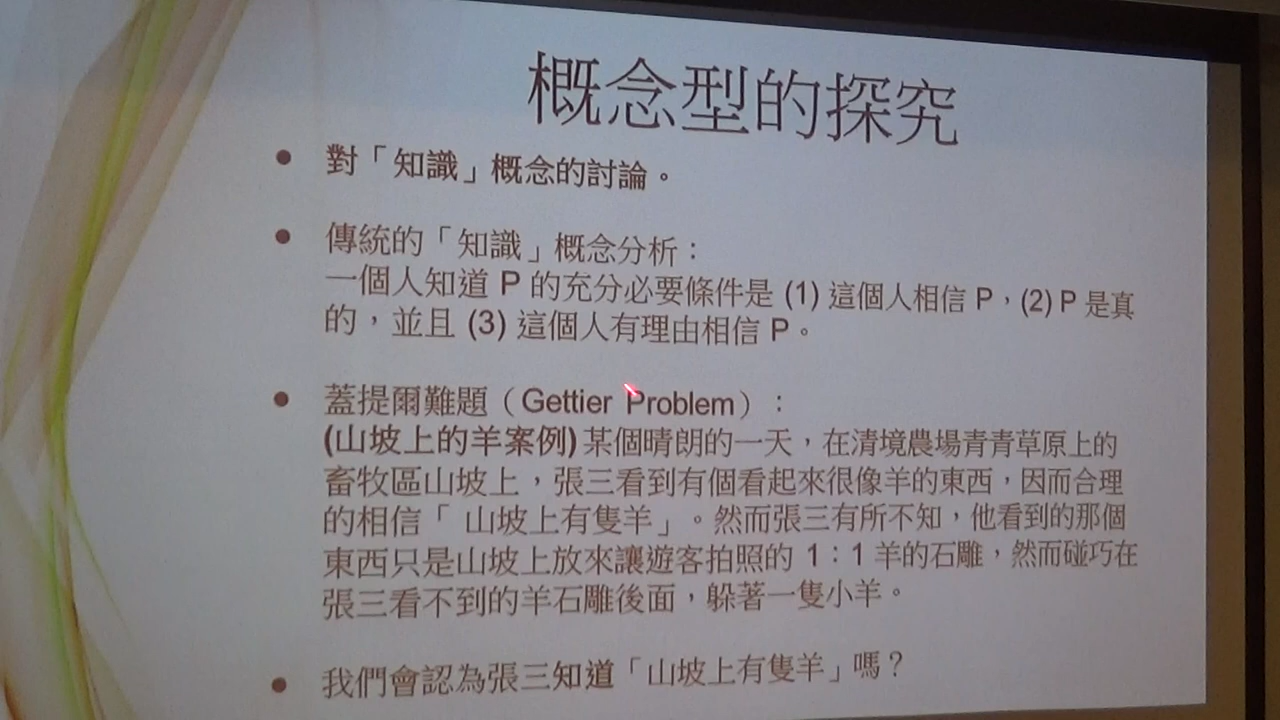 概念型的探究
• 對「知識」概念的討論。
• 傳統的「知識」概念分析：
一個人知道 P 的充分必要條件是 (1) 這個人相信 P，(2) P 是真
的，並且 (3) 這個人有理由相信 P。
• 蓋提爾難題（Gettier Problem）：
(山坡上的羊案例) 某個晴朗的一天，在清境農場青青草原上的
畜牧區山坡上，張三看到有個看起來很像羊的東西，因而合理
的相信「 山坡上有隻羊」。然而張三有所不知，他看到的那個
東西只是山坡上放來讓遊客拍照的 1：1 羊的石雕，然而碰巧在
張三看不到的羊石雕後面，躲著一隻小羊。
• 我們會認為張三知道「山坡上有隻羊」嗎？